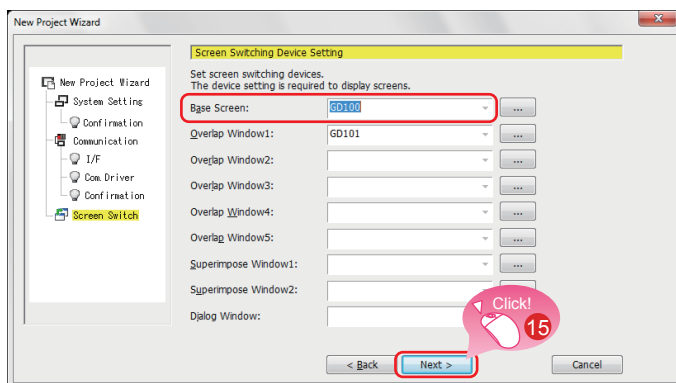 New Project Wizard
Screen Switching Device Setting
Set screen switching devices.
The device setting is required to display screens.
New Project Wizard
System Setting
Confirmation
Communication
I/F
Com. Driver
Confirmation
Screen Switch
Base Screen: GD100 ...
Overlap Window1: GD101 ...
Overlap Window2: ...
Overlap Window3: ...
Overlap Window4: ...
Overlap Window5: ...
Superimpose Window1: ...
Superimpose Window2:
Dialog Window:
Click!
15
< Back Next > Cancel